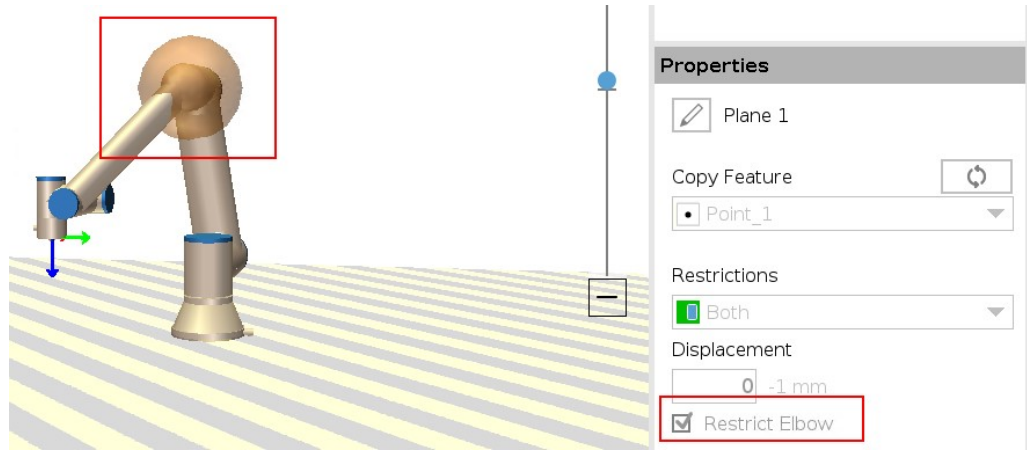 Properties
Plane 1
Copy Feature
Point_1
Restrictions
Both
Displacement
0 -1 mm
Restrict Elbow